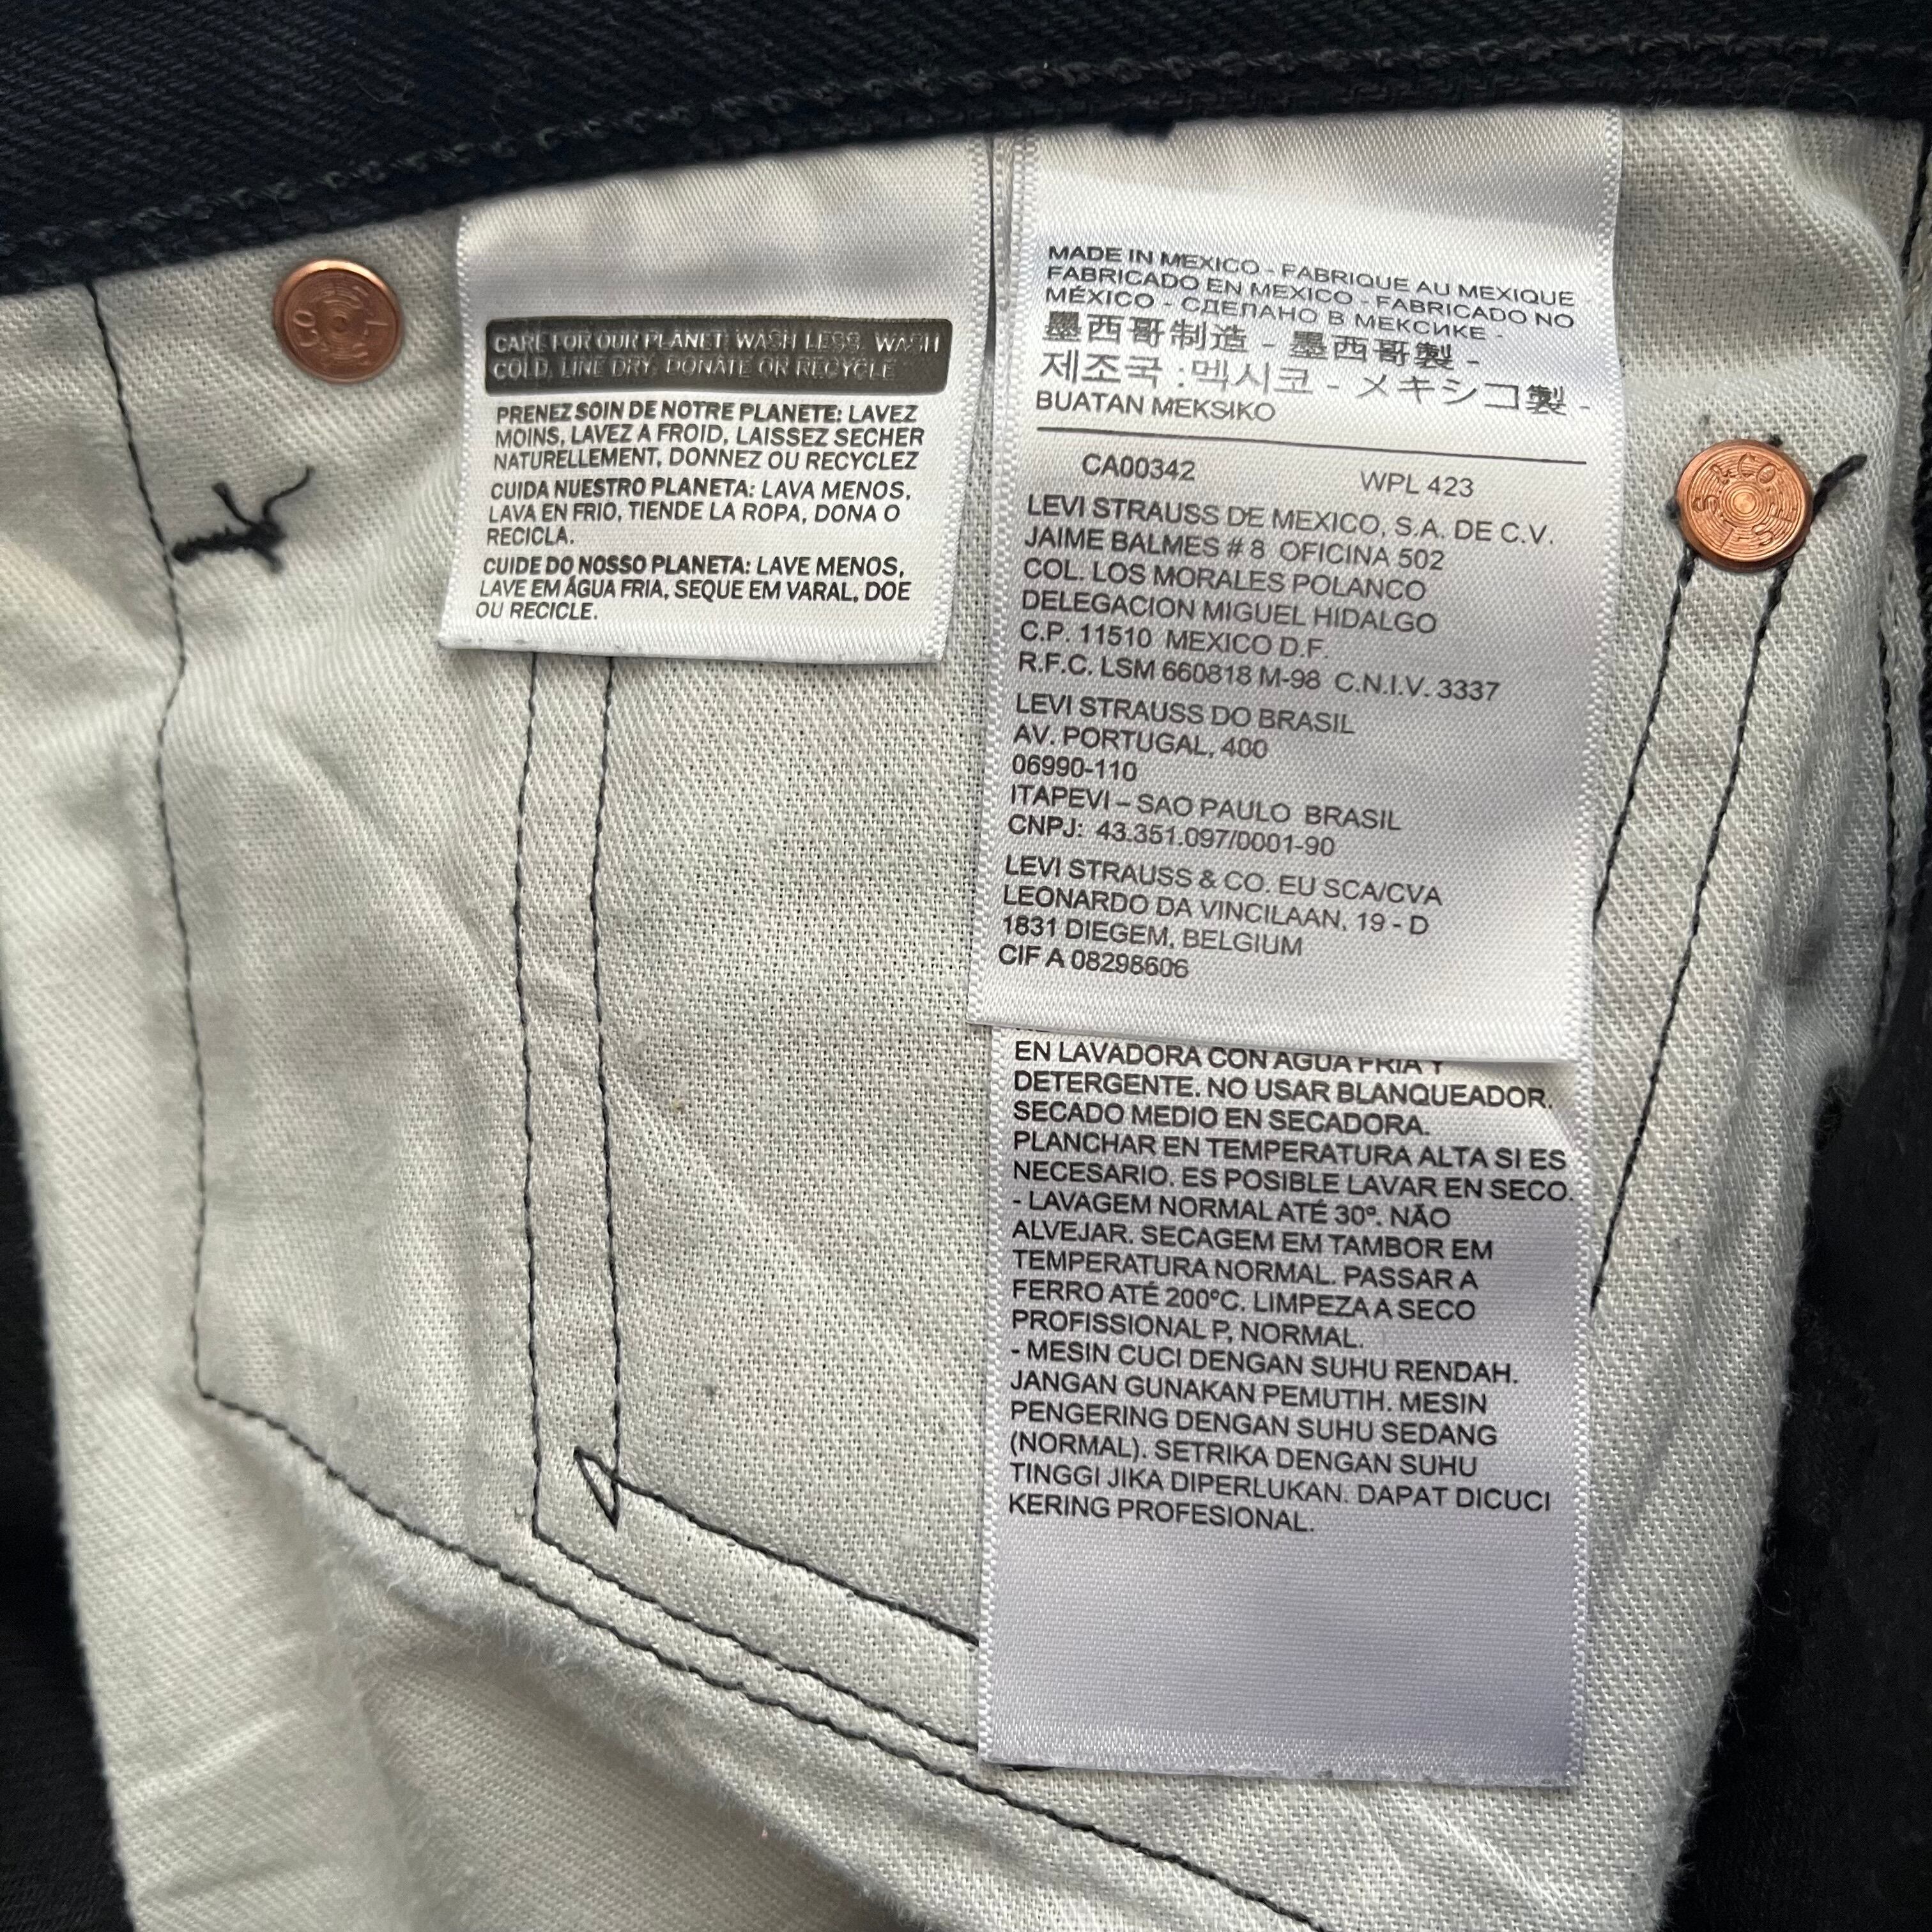 CARE FOR OUR PLANET: WASH LESS, WASH
COLD, LINE DRY, DONATE OR RECYCLE
PRENEZ SOIN DE NOTRE PLANETE: LAVEZ
MOINS, LAVEZ A FROID, LAISSEZ SECHER
NATURELLEMENT, DONNEZ OU RECYCLEZ
CUIDA NUESTRO PLANETA: LAVA MENOS,
LAVA EN FRIO, TIENDE LA ROPA, DONA O
RECICLA.
CUIDE DO NOSSO PLANETA: LAVE MENOS,
LAVE EM ÁGUA FRIA, SEQUE EM VARAL, DOE
OU RECICLE.
MADE IN MEXICO - FABRIQUE AU MEXIQUE
FABRICADO EN MEXICO - FABRICADO NO
MÉXICO - СДЕЛАНО В МЕКСИКЕ -
墨西哥制造 - 墨西哥製 -
제조국 : 멕시코 - メキシコ製 -
BUATAN MEKSIKO
CA00342 WPL 423
LEVI STRAUSS DE MEXICO, S.A. DE C.V.
JAIME BALMES # 8 OFICINA 502
COL. LOS MORALES POLANCO
DELEGACION MIGUEL HIDALGO
C.P. 11510 MEXICO D.F.
R.F.C. LSM 660818 M-98 C.N.I.V. 3337
LEVI STRAUSS DO BRASIL
AV. PORTUGAL, 400
06990-110
ITAPEVI – SAO PAULO BRASIL
CNPJ: 43.351.097/0001-90
LEVI STRAUSS & CO. EU SCA/CVA
LEONARDO DA VINCILAAN, 19 - D
1831 DIEGEM, BELGIUM
CIF A 08298606
EN LAVADORA CON AGUA FRIA Y
DETERGENTE. NO USAR BLANQUEADOR.
SECADO MEDIO EN SECADORA.
PLANCHAR EN TEMPERATURA ALTA SI ES
NECESARIO. ES POSIBLE LAVAR EN SECO.
- LAVAGEM NORMAL ATÉ 30º. NÃO
ALVEJAR. SECAGEM EM TAMBOR EM
TEMPERATURA NORMAL. PASSAR A
FERRO ATÉ 200ºC. LIMPEZA A SECO
PROFISSIONAL P, NORMAL.
- MESIN CUCI DENGAN SUHU RENDAH.
JANGAN GUNAKAN PEMUTIH. MESIN
PENGERING DENGAN SUHU SEDANG
(NORMAL). SETRIKA DENGAN SUHU
TINGGI JIKA DIPERLUKAN. DAPAT DICUCI
KERING PROFESIONAL.